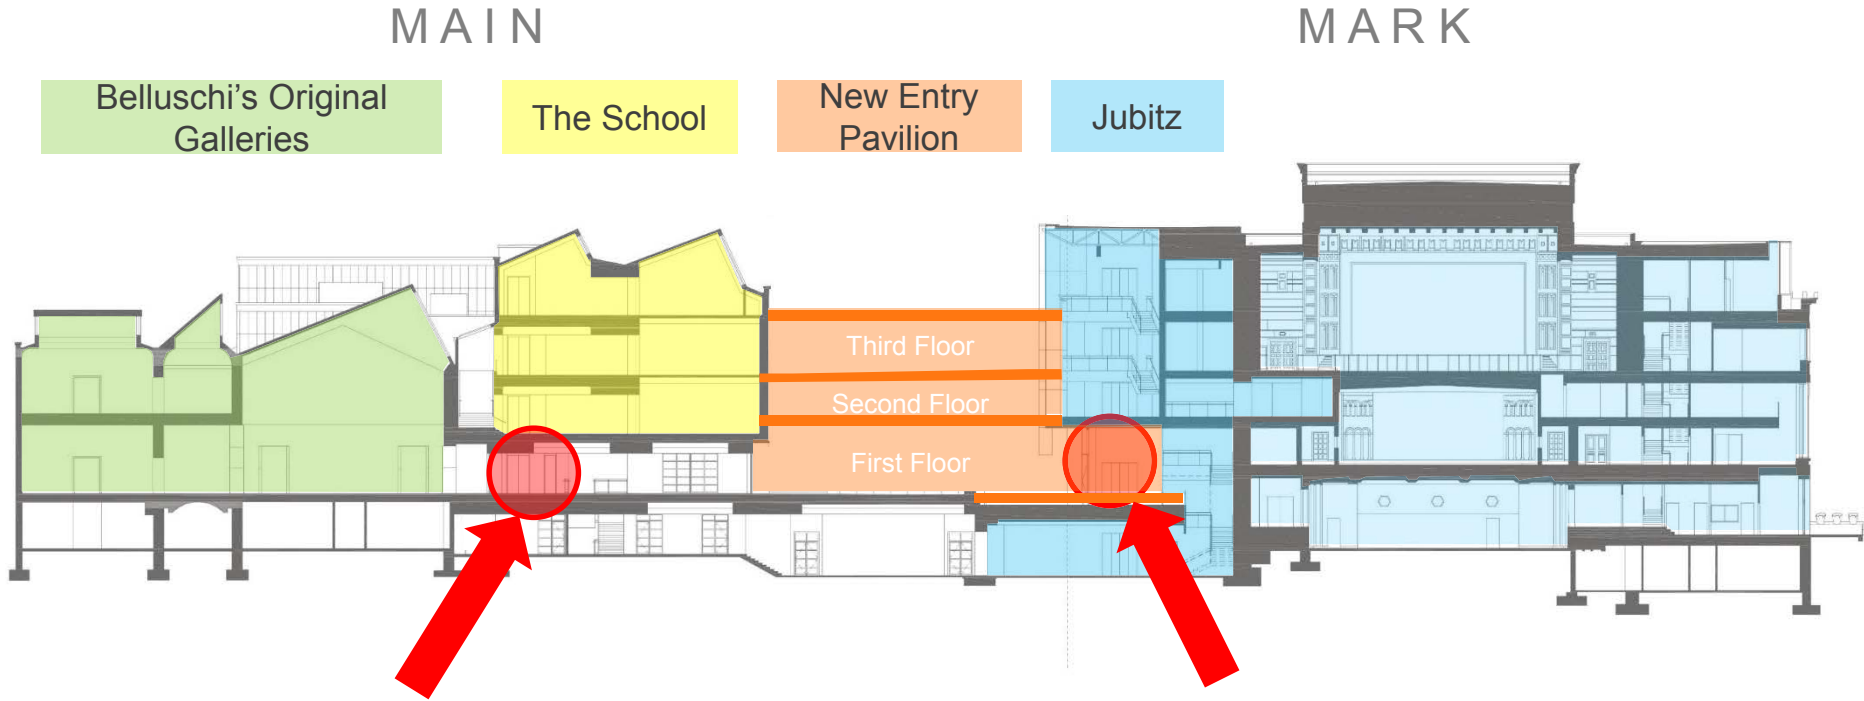 MAIN
MARK
Belluschi's Original
Galleries
The School
New Entry
Pavilion
Jubitz
Third Floor
Second Floor
First Floor